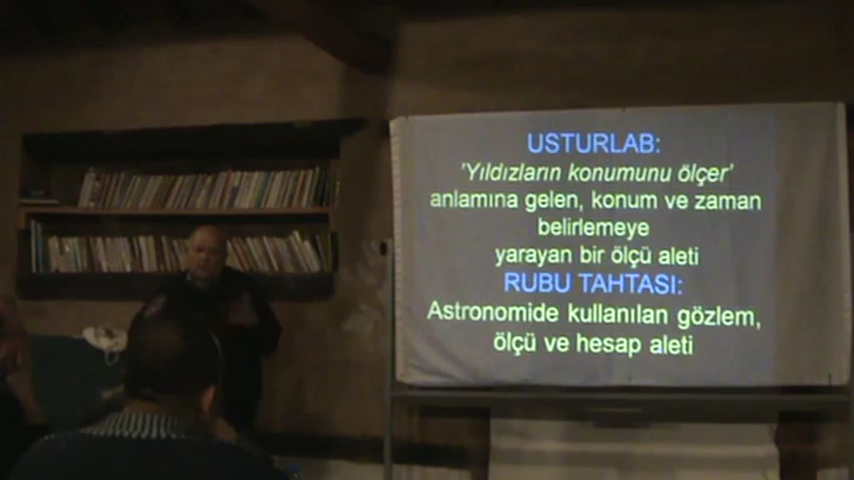 USTURLAB:
'Yıldızların konumunu ölçer'
anlamına gelen, konum ve zaman
belirlemeye
yarayan bir ölçü aleti
RUBU TAHTASI:
Astronomide kullanılan gözlem,
ölçü ve hesap aleti